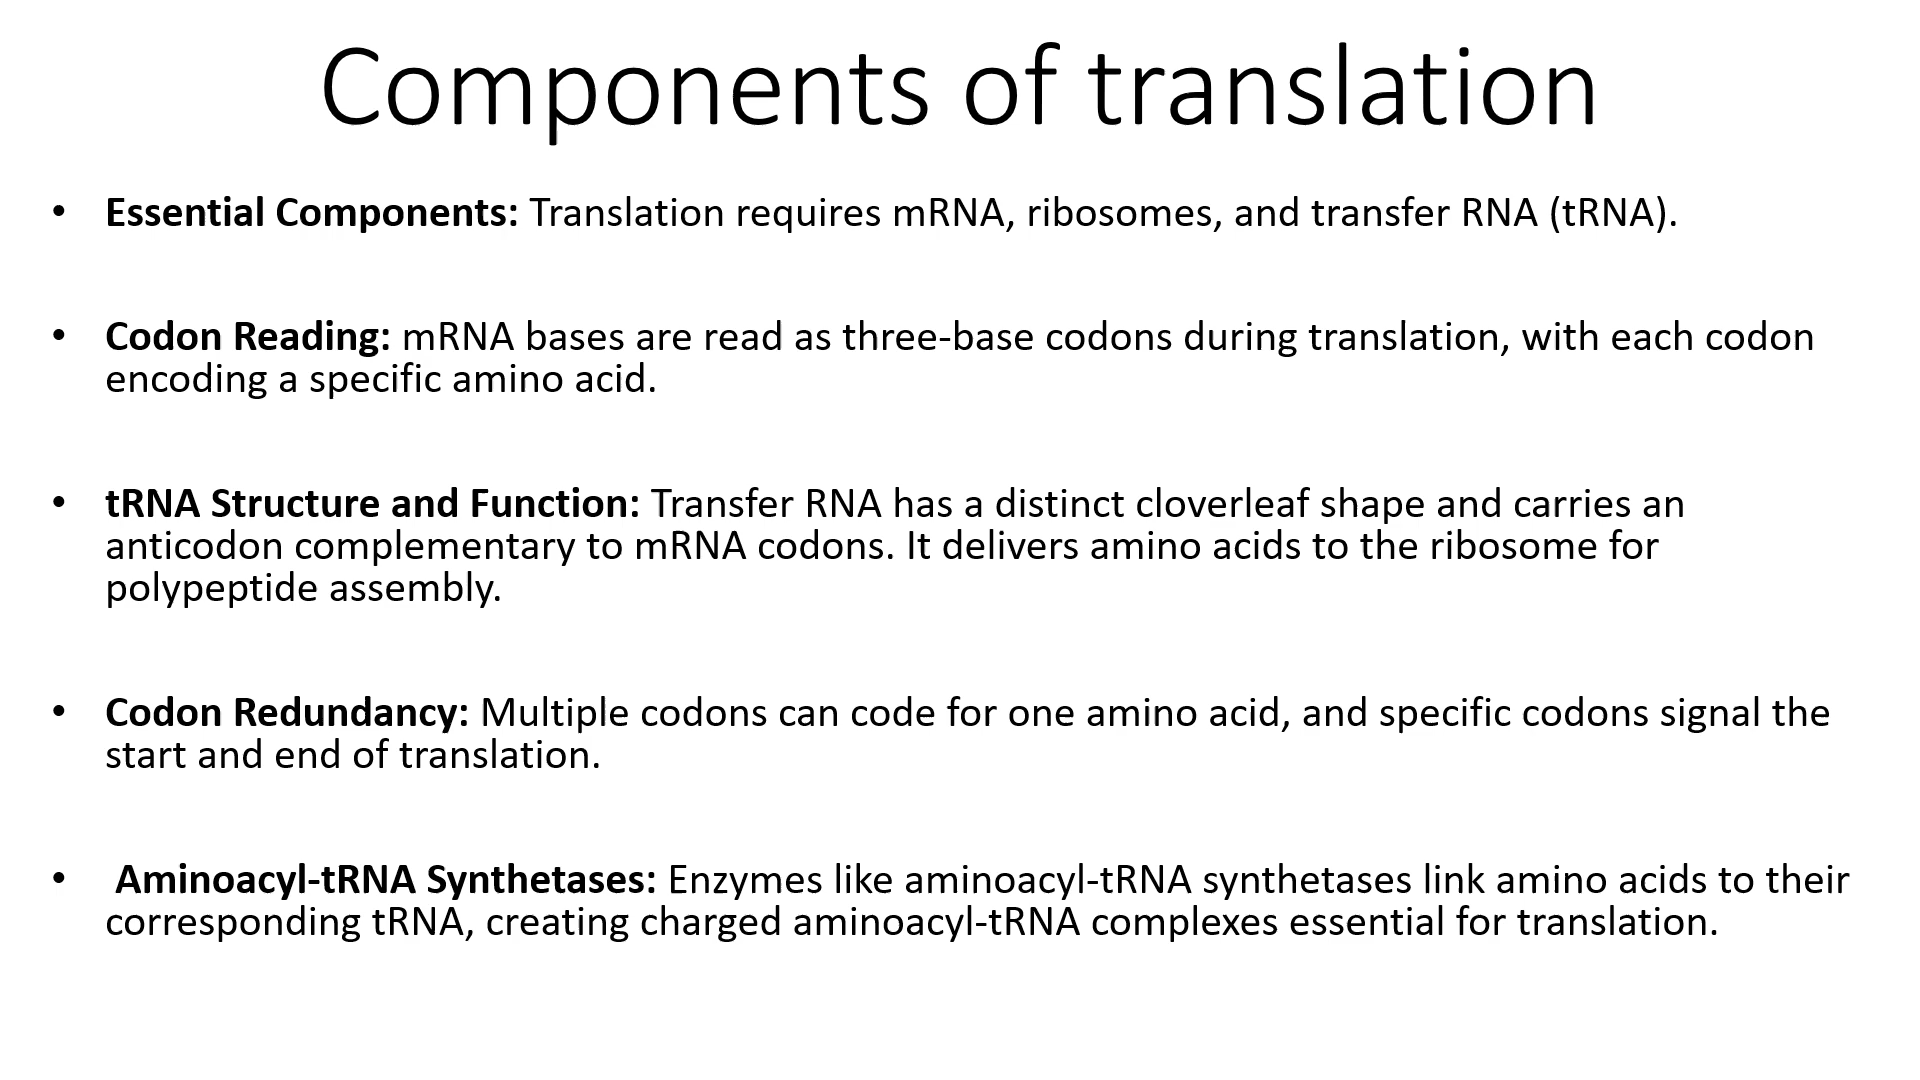 Components of translation
• Essential Components: Translation requires mRNA, ribosomes, and transfer RNA (tRNA).
• Codon Reading: mRNA bases are read as three-base codons during translation, with each codon
encoding a specific amino acid.
• tRNA Structure and Function: Transfer RNA has a distinct cloverleaf shape and carries an
anticodon complementary to mRNA codons. It delivers amino acids to the ribosome for
polypeptide assembly.
• Codon Redundancy: Multiple codons can code for one amino acid, and specific codons signal the
start and end of translation.
• Aminoacyl-tRNA Synthetases: Enzymes like aminoacyl-tRNA synthetases link amino acids to their
corresponding tRNA, creating charged aminoacyl-tRNA complexes essential for translation.